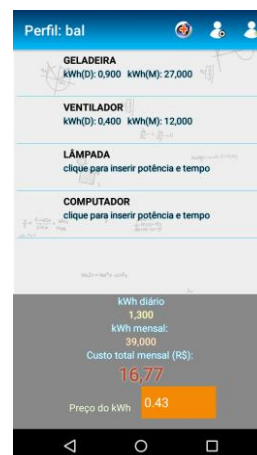 Perfil: bal
GELADEIRA
kWh(D): 0,900 kWh(M): 27,000
VENTILADOR
kWh(D): 0,400 kWh(M): 12,000
LÂMPADA
clique para inserir potência e tempo
COMPUTADOR
clique para inserir potência e tempo
kWh diário
1,300
kWh mensal:
39,000
Custo total mensal (R$):
16,77
Preço do kWh 0.43